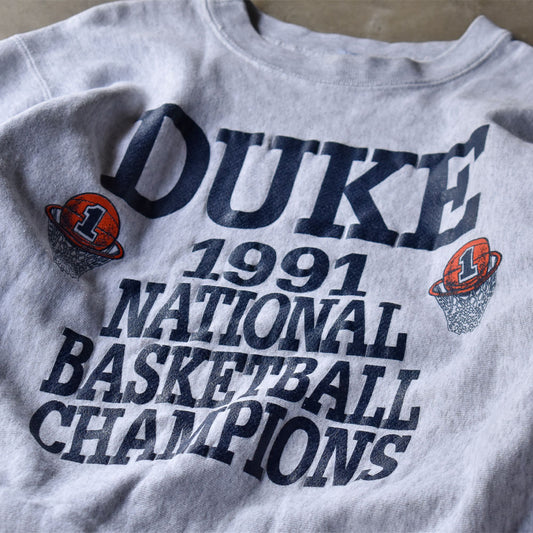 DUKE
1 1
1991
NATIONAL
BASKETBALL
CHAMPIONS